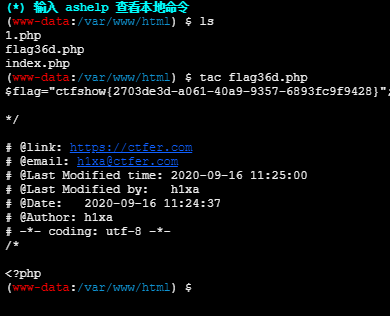 (*) 输入 ashelp 查看本地命令
(www-data:/var/www/html) $ ls
1.php
flag36d.php
index.php
(www-data:/var/www/html) $ tac flag36d.php
$flag="ctfshow{2703de3d-a061-40a9-9357-6893fc9f9428}";

*/

# @link: https://ctfer.com
# @email: h1xa@ctfer.com
# @Last Modified time: 2020-09-16 11:25:00
# @Last Modified by:   h1xa
# @Date:   2020-09-16 11:24:37
# @Author: h1xa
# -*- coding: utf-8 -*-
/*

<?php
(www-data:/var/www/html) $